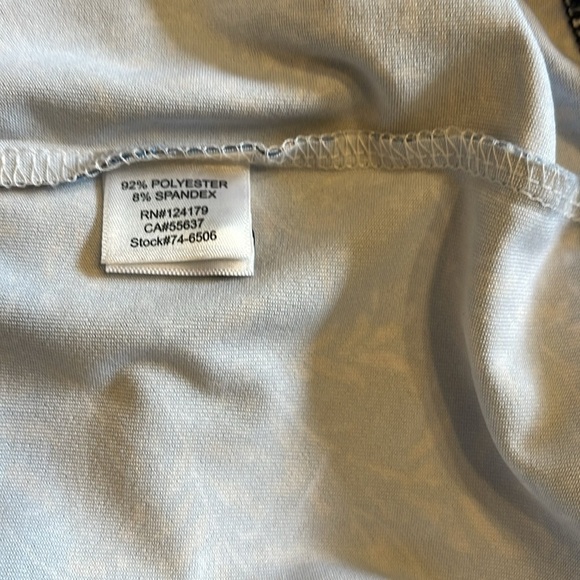 92% POLYESTER
8% SPANDEX
RN#124179
CA#55637
Stock#74-6506